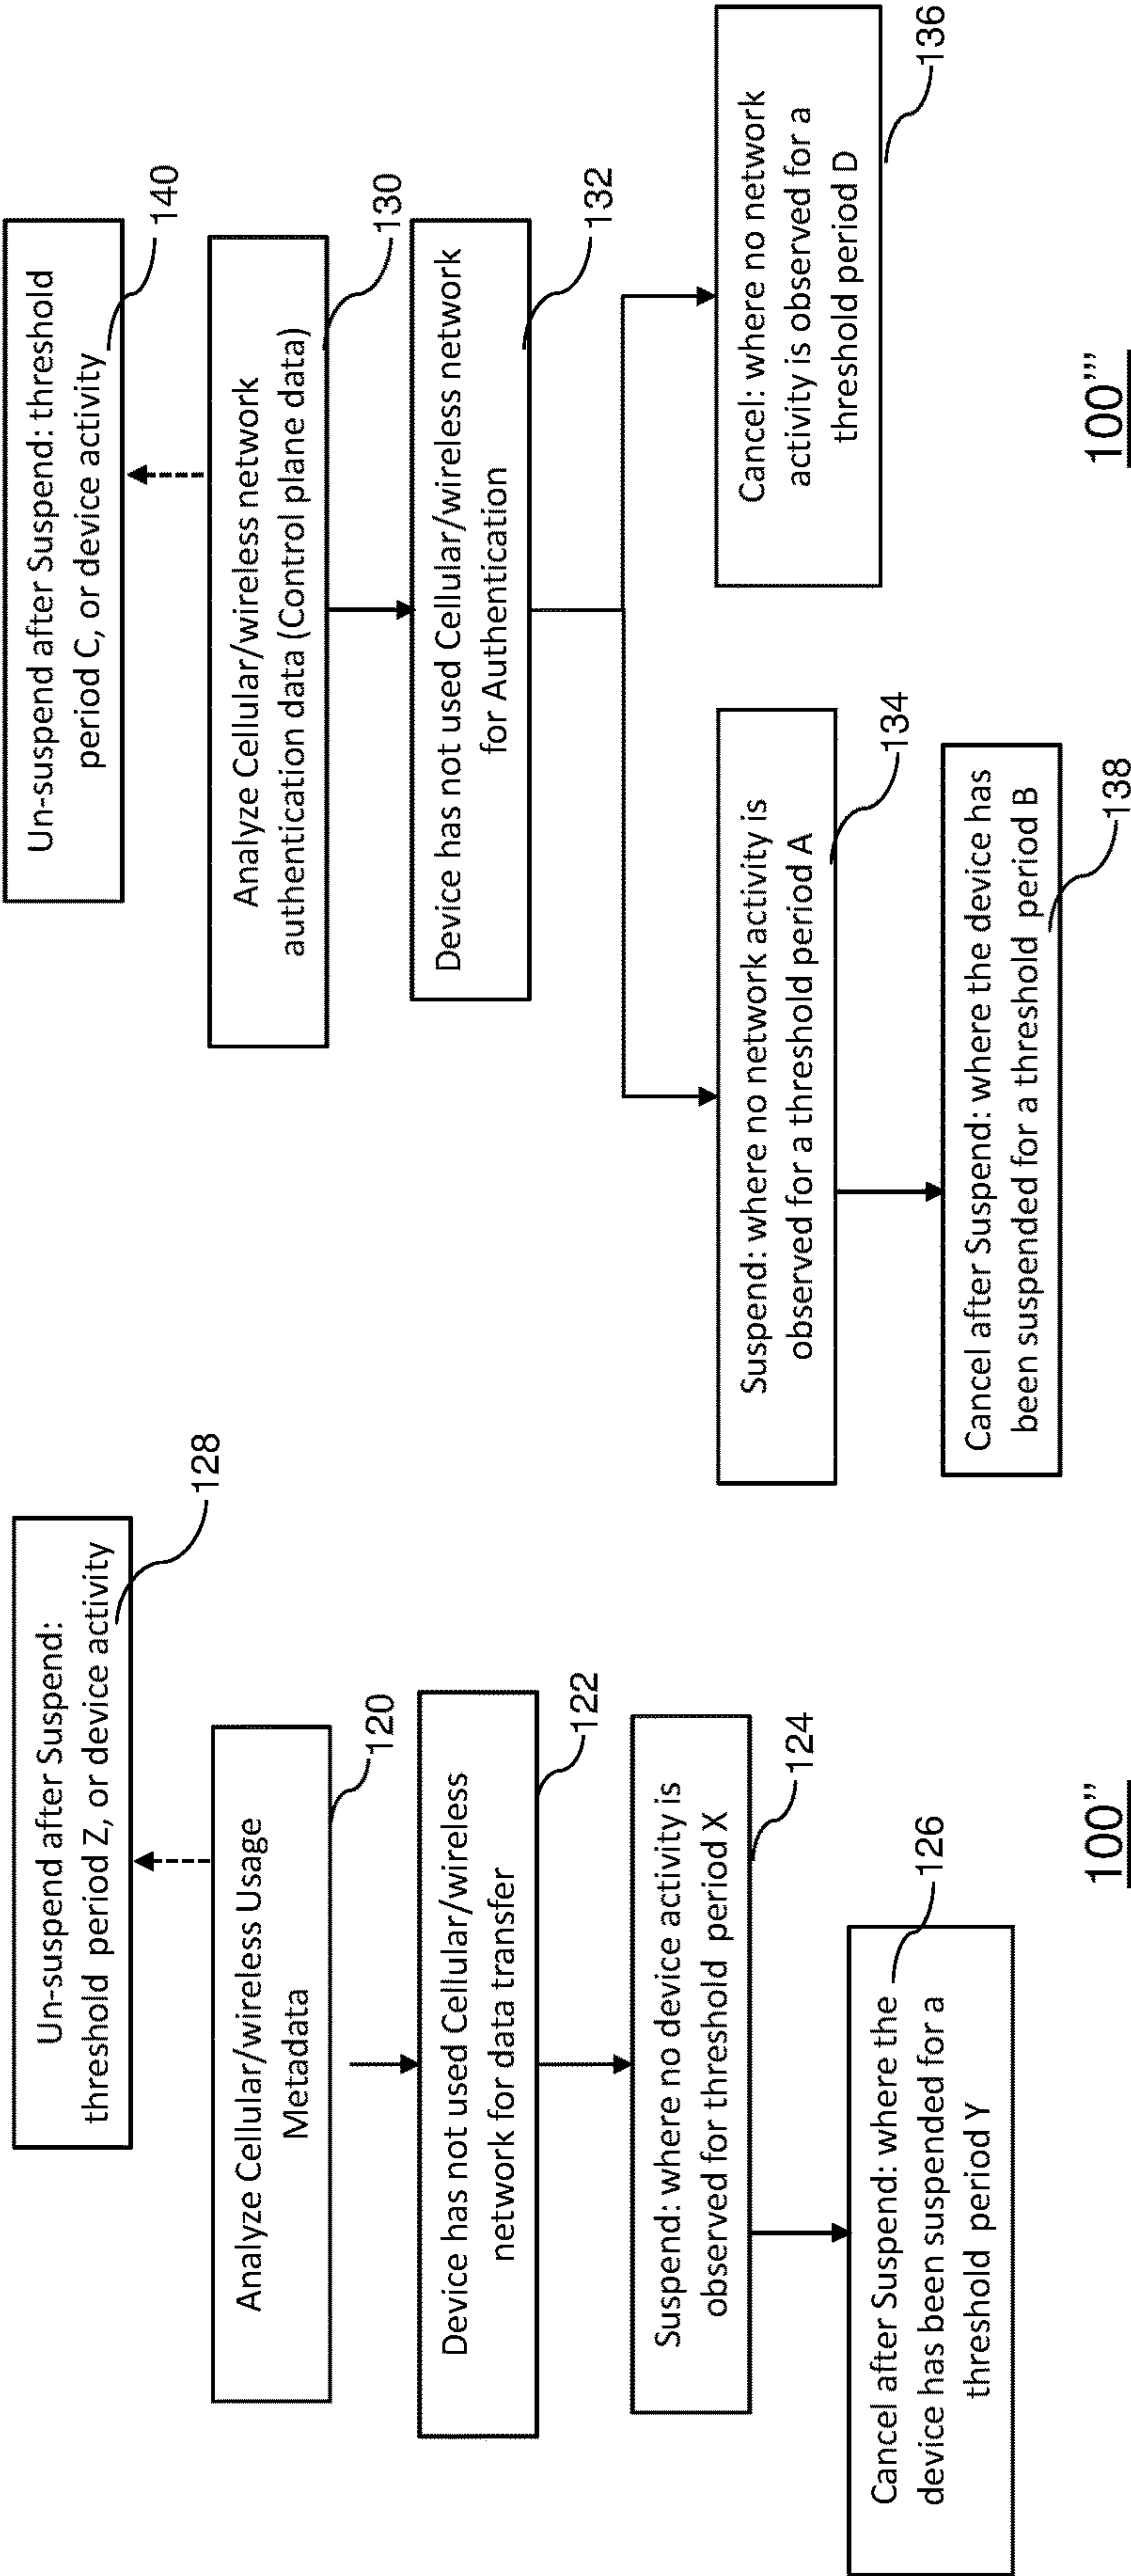 Un-suspend after Suspend:
threshold period Z, or device activity
128
Analyze Cellular/wireless Usage
Metadata
120
Device has not used Cellular/wireless
network for data transfer
122
Suspend: where no device activity is
observed for threshold period X
124
Cancel after Suspend: where the
device has been suspended for a
threshold period Y
126
100”
Un-suspend after Suspend: threshold
period C, or device activity
140
Analyze Cellular/wireless network
authentication data (Control plane data)
130
Device has not used Cellular/wireless network
for Authentication
132
Suspend: where no network activity is
observed for a threshold period A
134
Cancel: where no network
activity is observed for a
threshold period D
136
Cancel after Suspend: where the device has
been suspended for a threshold period B
138
100”’